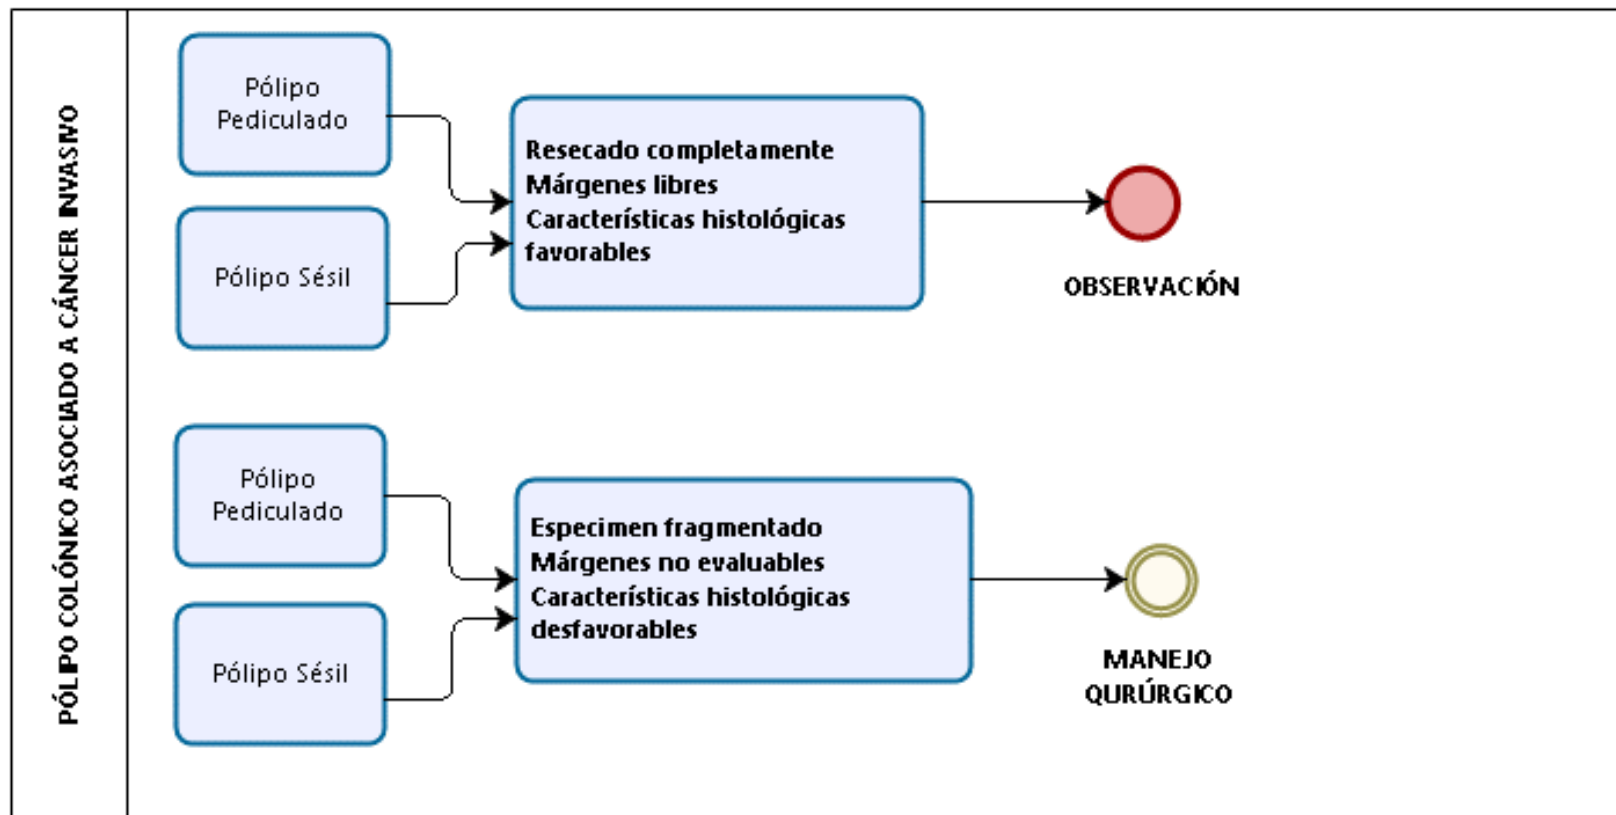 PÓLIPO COLÓNICO ASOCIADO A CÁNCER INVASIVO
Pólipo
Pediculado
Pólipo Sésil
Resecado completamente
Márgenes libres
Características histológicas
favorables
OBSERVACIÓN
Pólipo
Pediculado
Pólipo Sésil
Especimen fragmentado
Márgenes no evaluables
Características histológicas
desfavorables
MANEJO
QURÚRGICO